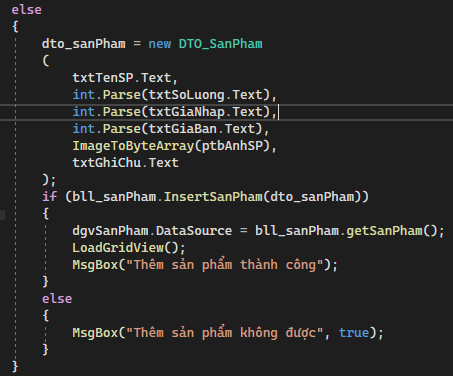 else
{
dto_sanPham = new DTO_SanPham
(
txtTenSP.Text,
int.Parse(txtSoLuong.Text),
int.Parse(txtGiaNhap.Text),
int.Parse(txtGiaBan.Text),
ImageToByteArray(ptbAnhSP),
txtGhiChu.Text
);
if (bll_sanPham.InsertSanPham(dto_sanPham))
{
dgvSanPham.DataSource = bll_sanPham.getSanPham();
LoadGridView();
MsgBox("Thêm sản phẩm thành công");
}
else
{
MsgBox("Thêm sản phẩm không được", true);
}
}